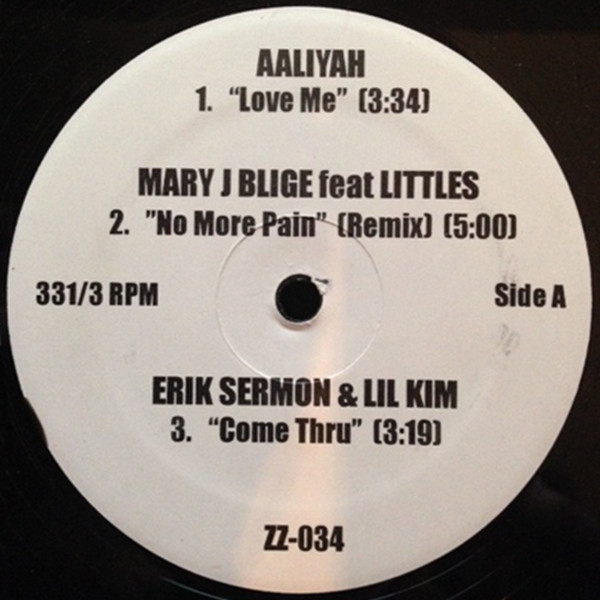 AALIYAH
1. “Love Me” (3:34)
MARY J BLIGE feat LITTLES
2. ”No More Pain” (Remix) (5:00)
331/3 RPM
Side A
ERIK SERMON & LIL KIM
3. “Come Thru” (3:19)
ZZ-034